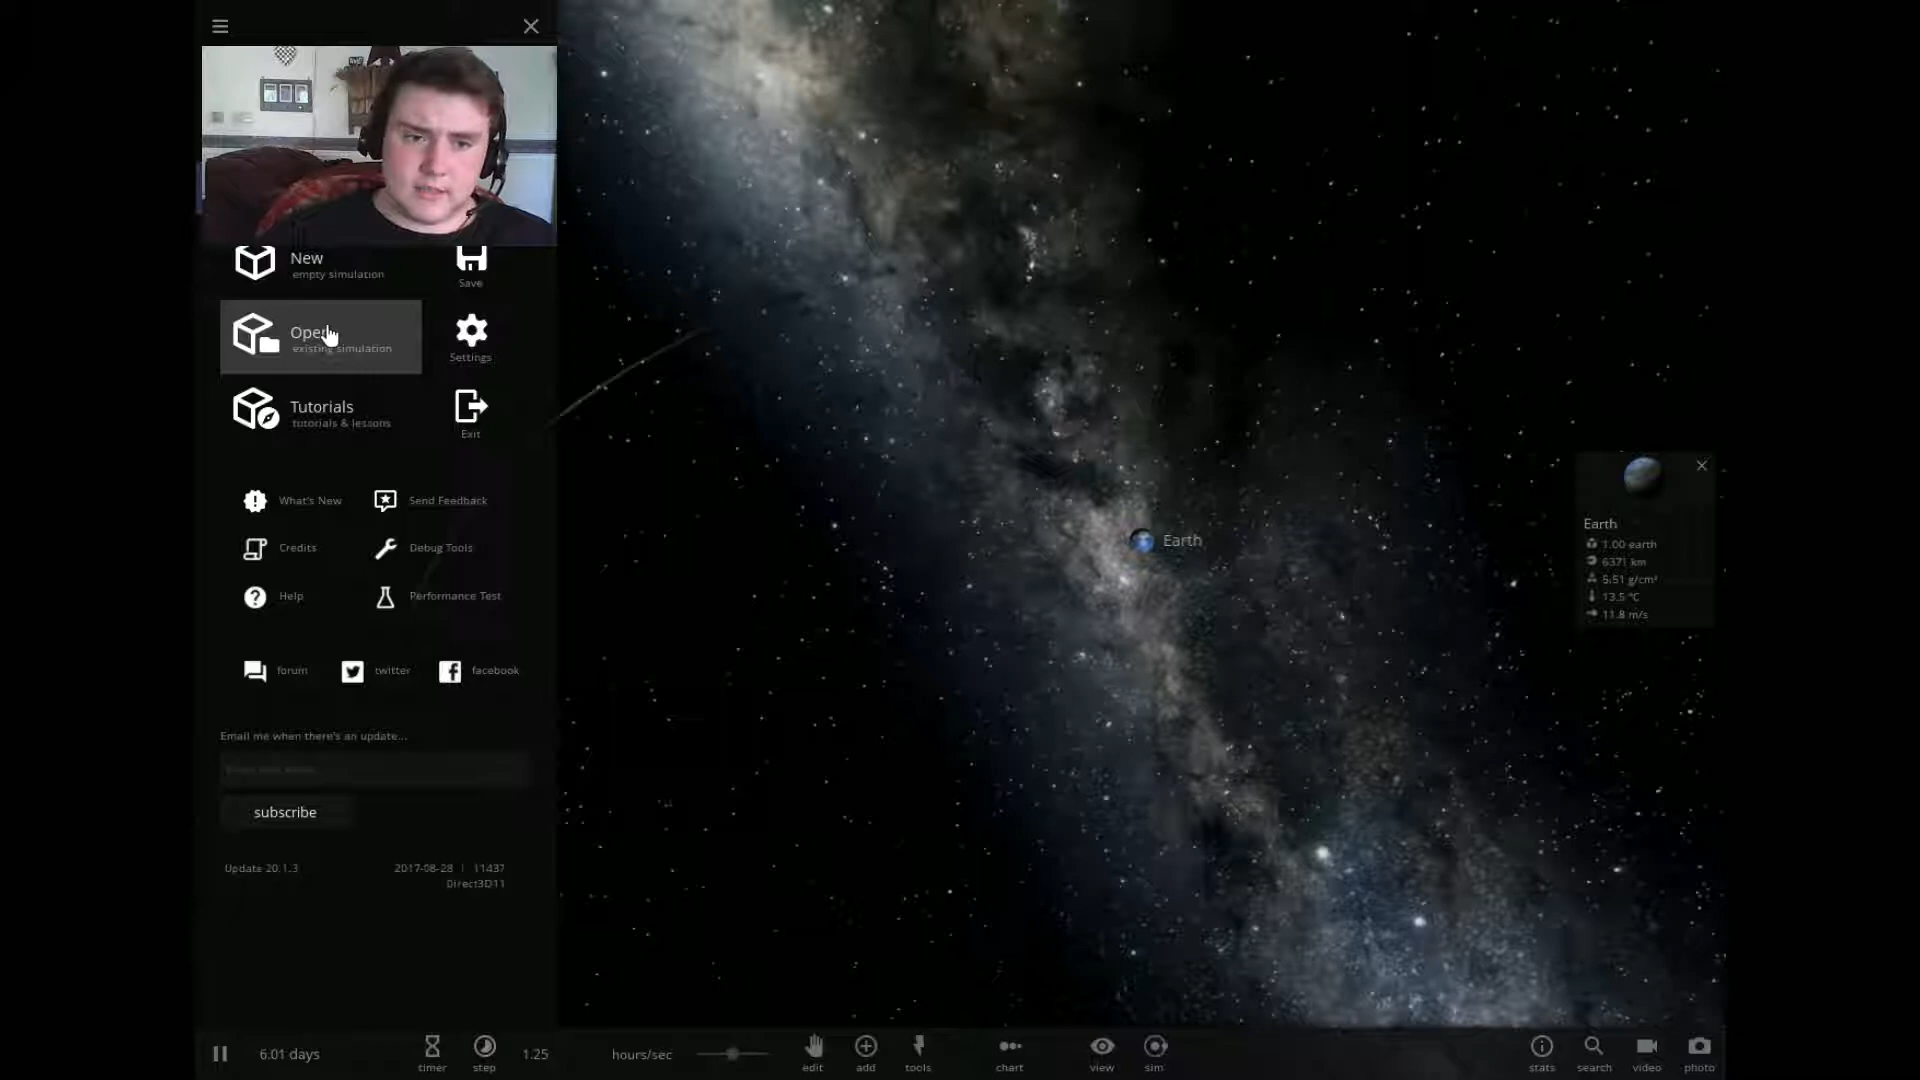 New
empty simulation
Save
Open
existing simulation
Settings
Tutorials
tutorials & lessons
Exit
What's New
Send Feedback
Credits
Debug Tools
Help
Performance Test
forum
twitter
facebook
Email me when there's an update...
subscribe
Update 20.1.3
2017-08-28 | 11437
Direct3D11
Earth
Earth
1.00 earth
6371 km
5.51 g/cm³
13.5 °C
11.8 m/s
6.01 days
timer
step
1.25
hours/sec
edit
add
tools
chart
view
sim
stats
search
video
photo